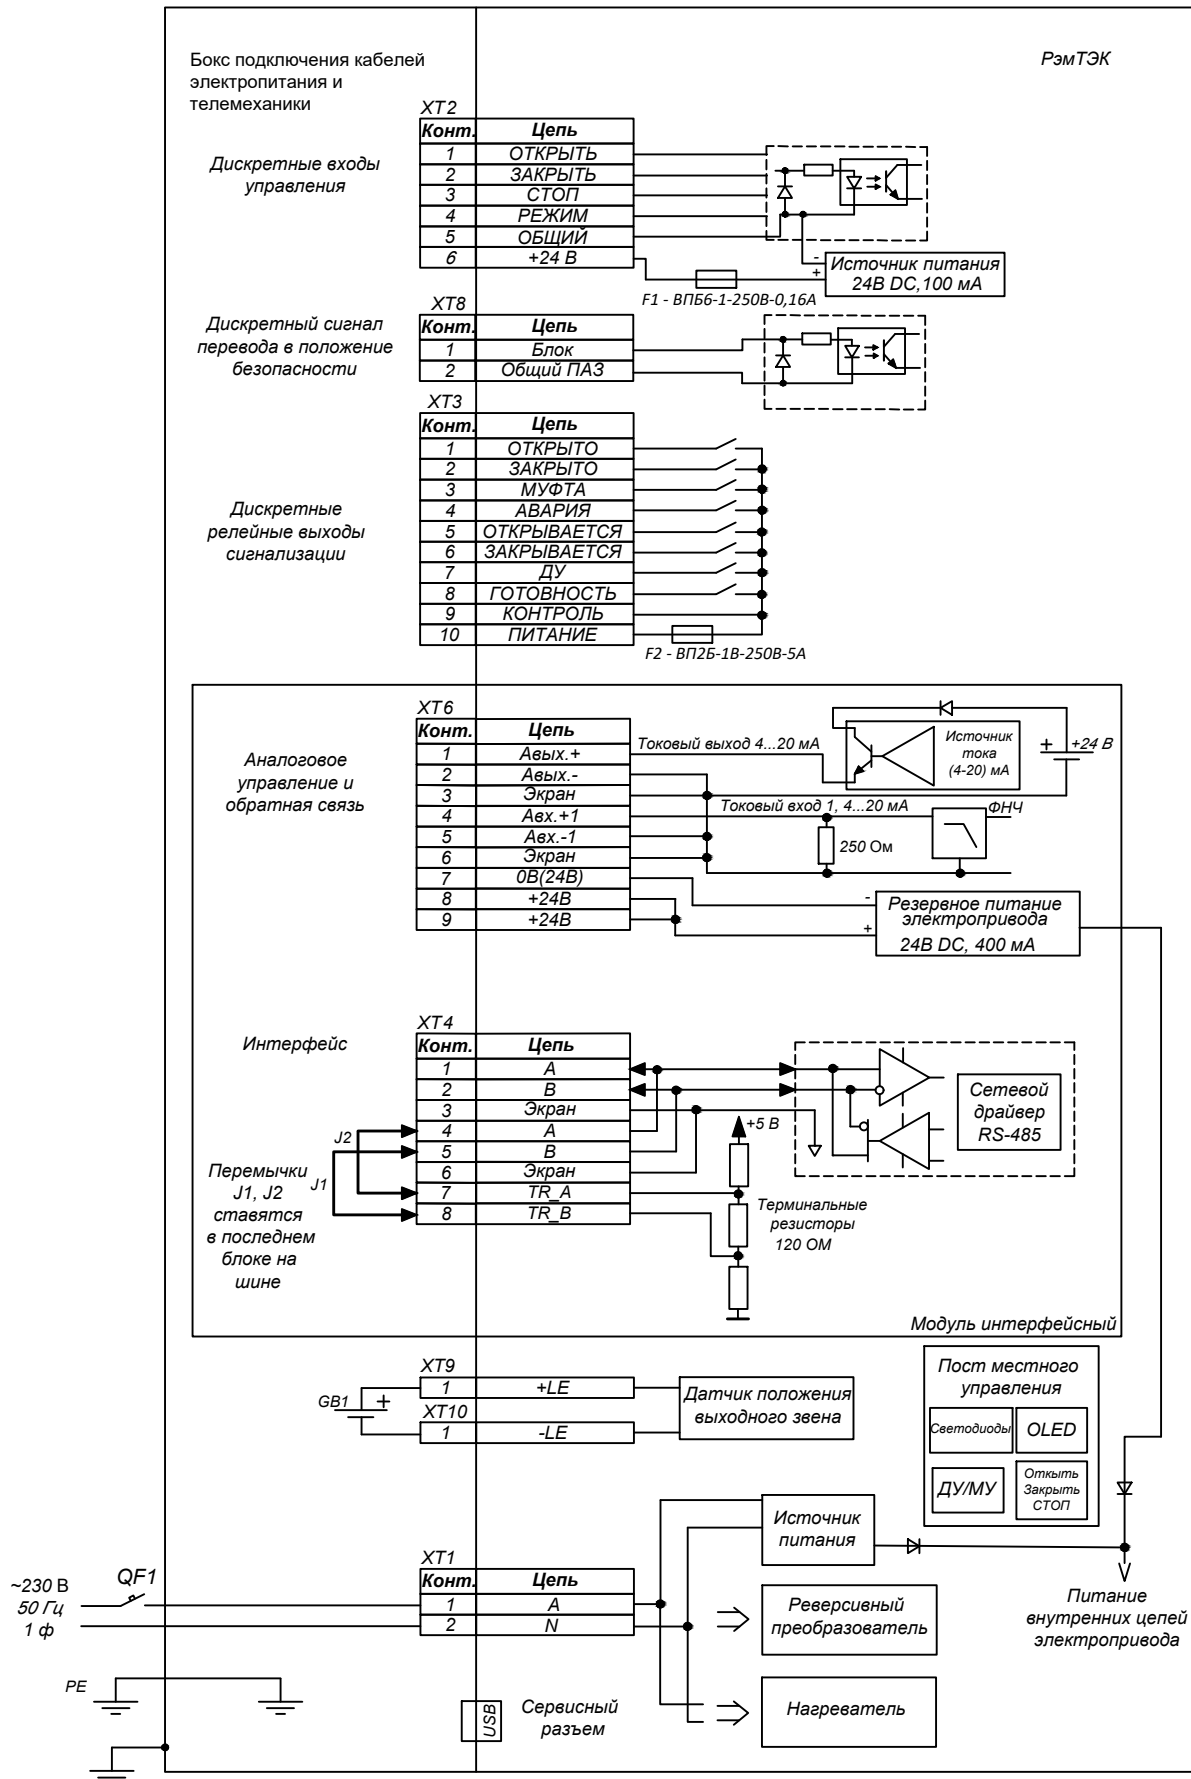 Бокс подключения кабелей
электропитания и
телемеханики
РэмТЭК
XT2
Конт. Цепь
Дискретные входы
управления
1 ОТКРЫТЬ
2 ЗАКРЫТЬ
3 СТОП
4 РЕЖИМ
5 ОБЩИЙ
6 +24 В
-
+
Источник питания
24В DC,100 мА
F1 - ВПБ6-1-250В-0,16А
XT8
Конт. Цепь
Дискретный сигнал
перевода в положение
безопасности
1 Блок
2 Общий ПАЗ
XT3
Конт. Цепь
1 ОТКРЫТО
2 ЗАКРЫТО
3 МУФТА
4 АВАРИЯ
5 ОТКРЫВАЕТСЯ
6 ЗАКРЫВАЕТСЯ
7 ДУ
8 ГОТОВНОСТЬ
9 КОНТРОЛЬ
10 ПИТАНИЕ
Дискретные
релейные выходы
сигнализации
F2 - ВП2Б-1В-250В-5А
XT6
Конт. Цепь
Аналоговое
управление и
обратная связь
1 Авых.+
2 Авых.-
3 Экран
4 Авх.+1
5 Авх.-1
6 Экран
7 0В(24В)
8 +24В
9 +24В
Токовый выход 4...20 мА
Источник
тока
(4-20) мА
+
+24 В
Токовый вход 1, 4...20 мА
ФНЧ
250 Ом
-
+
Резервное питание
электропривода
24В DC, 400 мА
XT4
Конт. Цепь
Интерфейс
1 A
2 B
3 Экран
4 A
5 B
6 Экран
7 TR_A
8 TR_B
J2
J1
Перемычки
J1, J2
ставятся
в последнем
блоке на
шине
+5 В
Сетевой
драйвер
RS-485
Терминальные
резисторы
120 ОМ
Модуль интерфейсный
XT9
1 +LE
XT10
1 -LE
GB1
+
Датчик положения
выходного звена
Пост местного
управления
Светодиоды
OLED
ДУ/МУ
Откыть
Закрыть
СТОП
Источник
питания
XT1
Конт. Цепь
1 A
2 N
~230 В
50 Гц
1 ф
QF1
Реверсивный
преобразователь
Питание
внутренних цепей
электропривода
PE
USB
Сервисный
разъем
Нагреватель